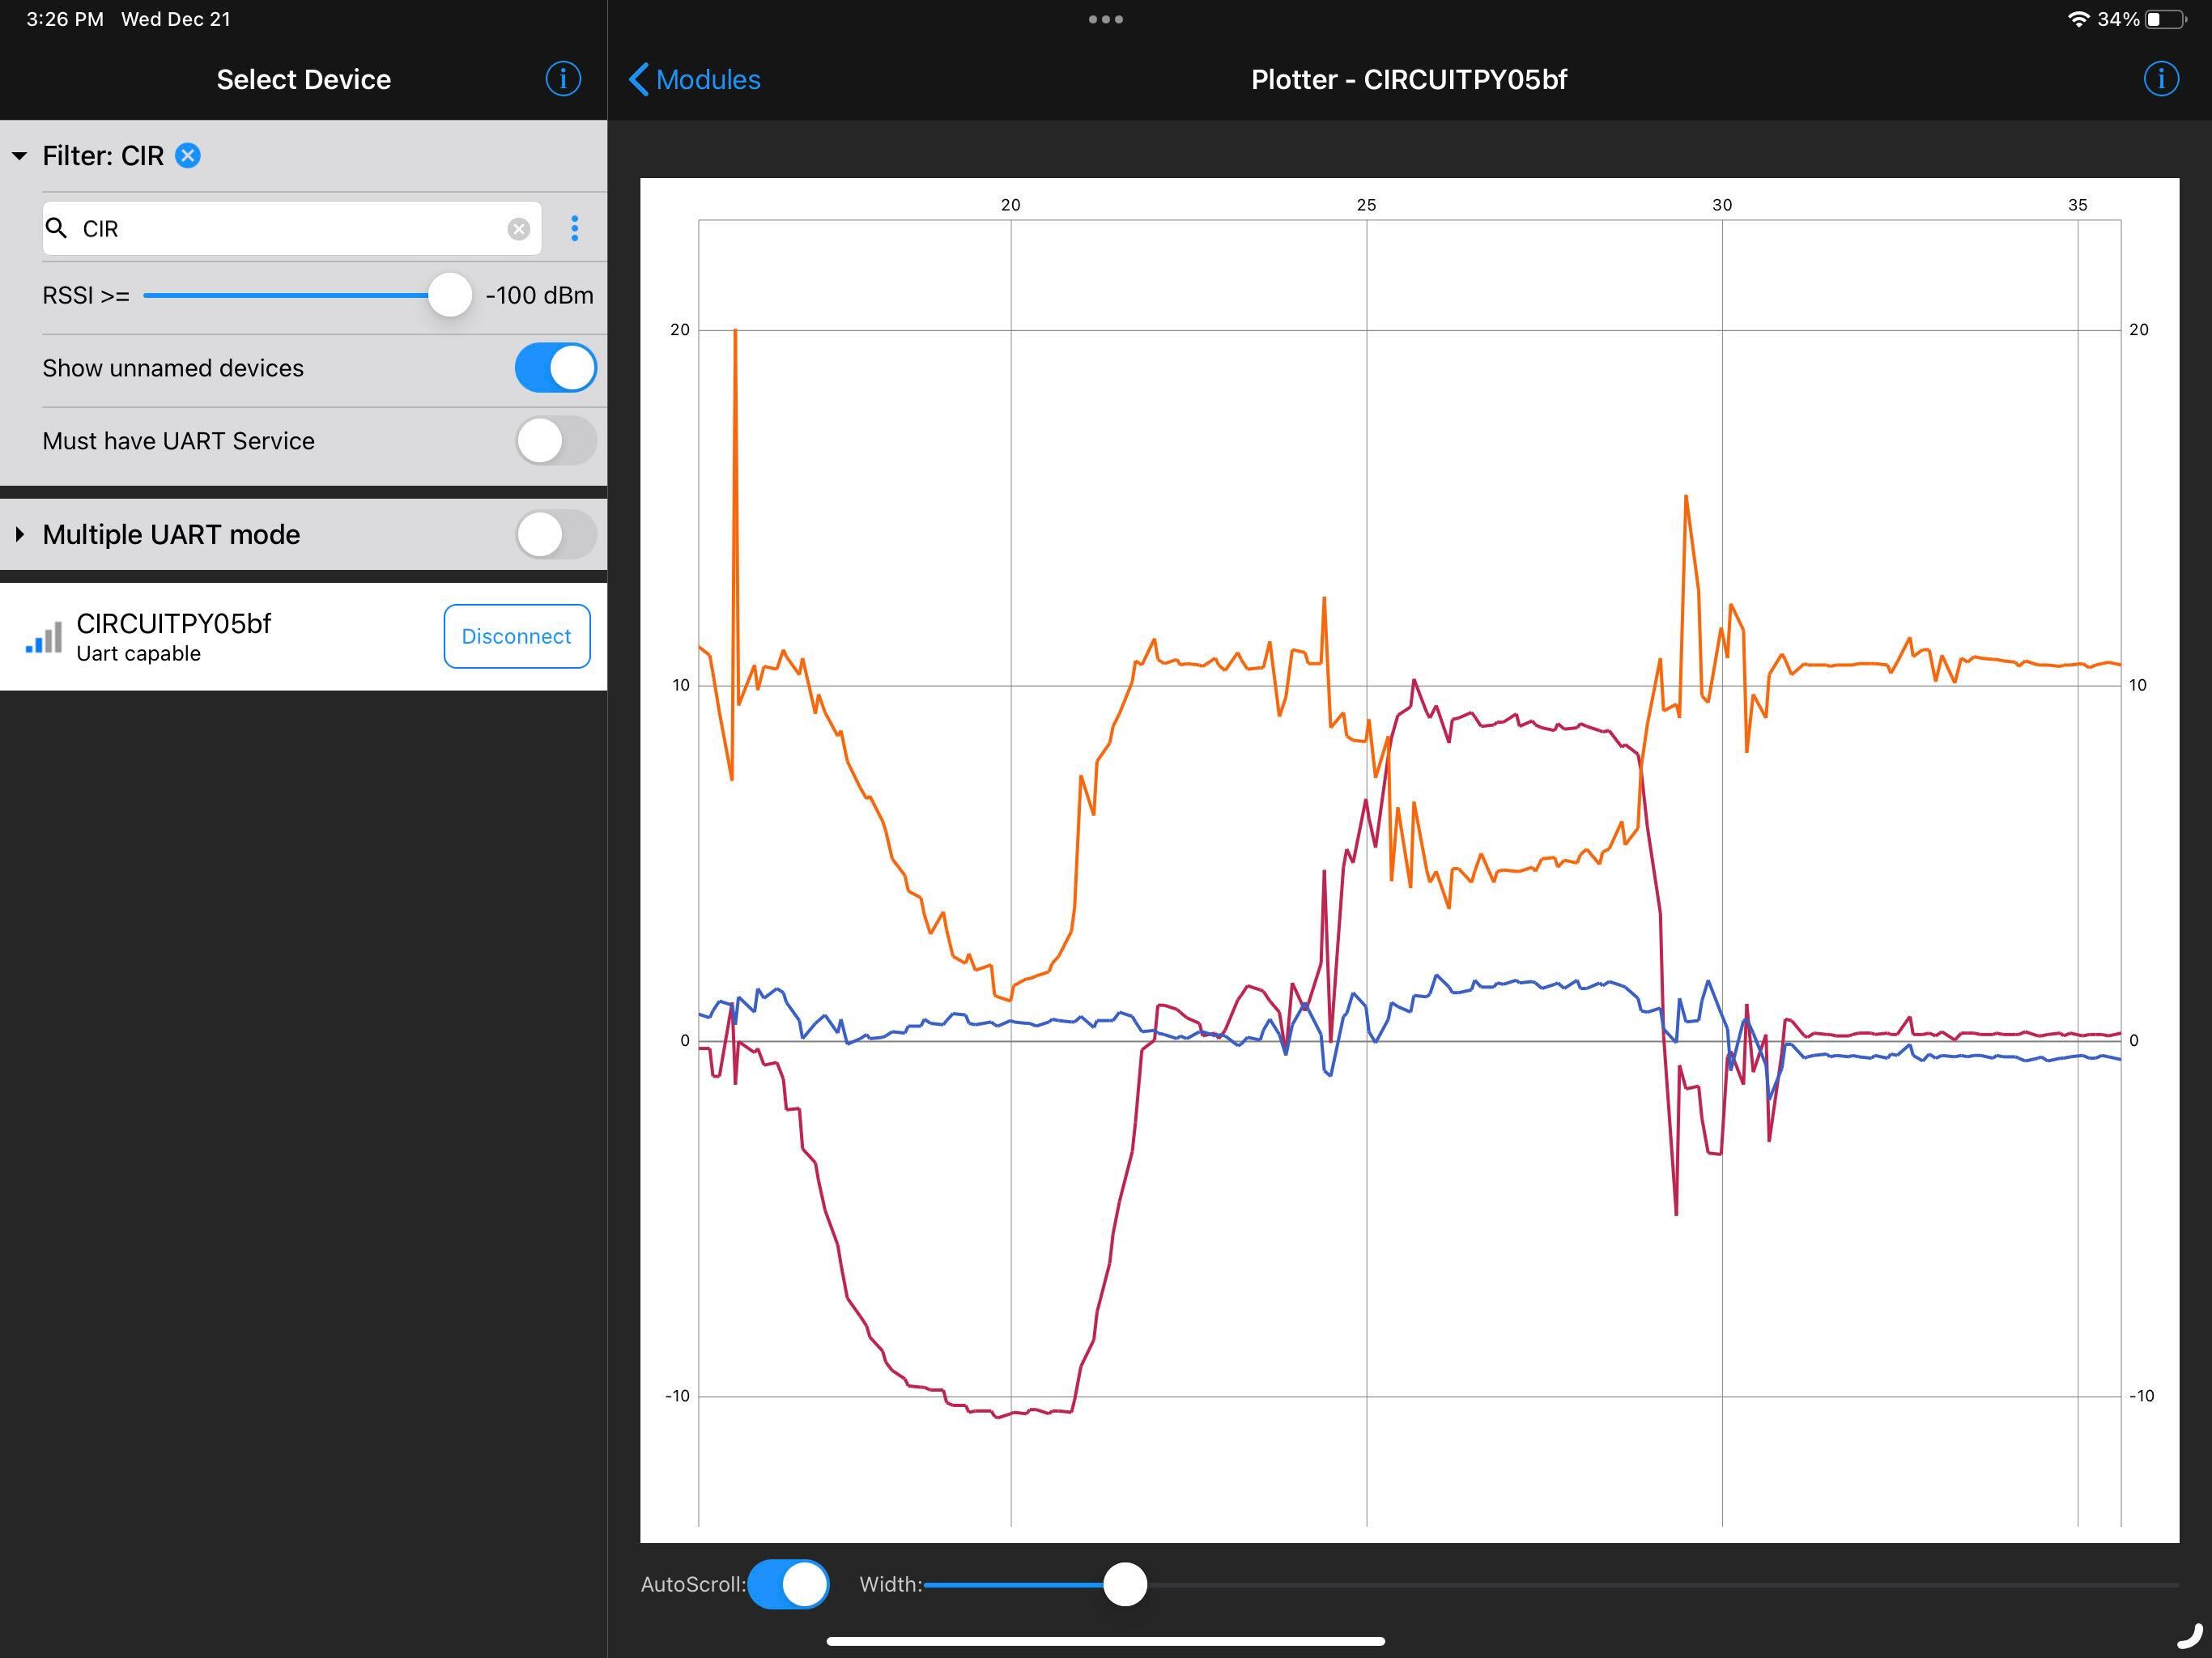 3:26 PM Wed Dec 21
34%
Select Device
Modules
Plotter - CIRCUITPY05bf
Filter: CIR
CIR
RSSI >= -100 dBm
Show unnamed devices
Must have UART Service
Multiple UART mode
CIRCUITPY05bf
Uart capable
Disconnect
20 25 30 35
20 20
10 10
0 0
-10 -10
AutoScroll: Width: